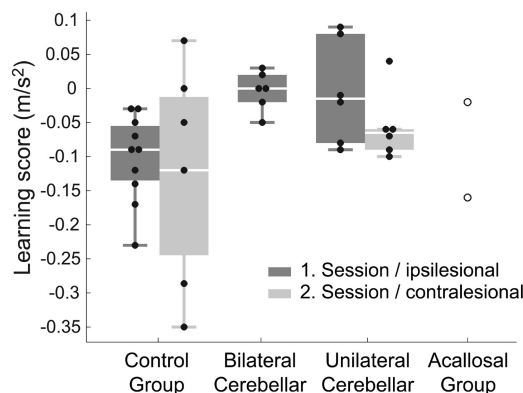 Learning score (m/s²)
0.1
0.05
0
-0.05
-0.1
-0.15
-0.2
-0.25
-0.3
-0.35
1. Session / ipsilesional
2. Session / contralesional
Control
Group
Bilateral
Cerebellar
Unilateral
Cerebellar
Acallosal
Group